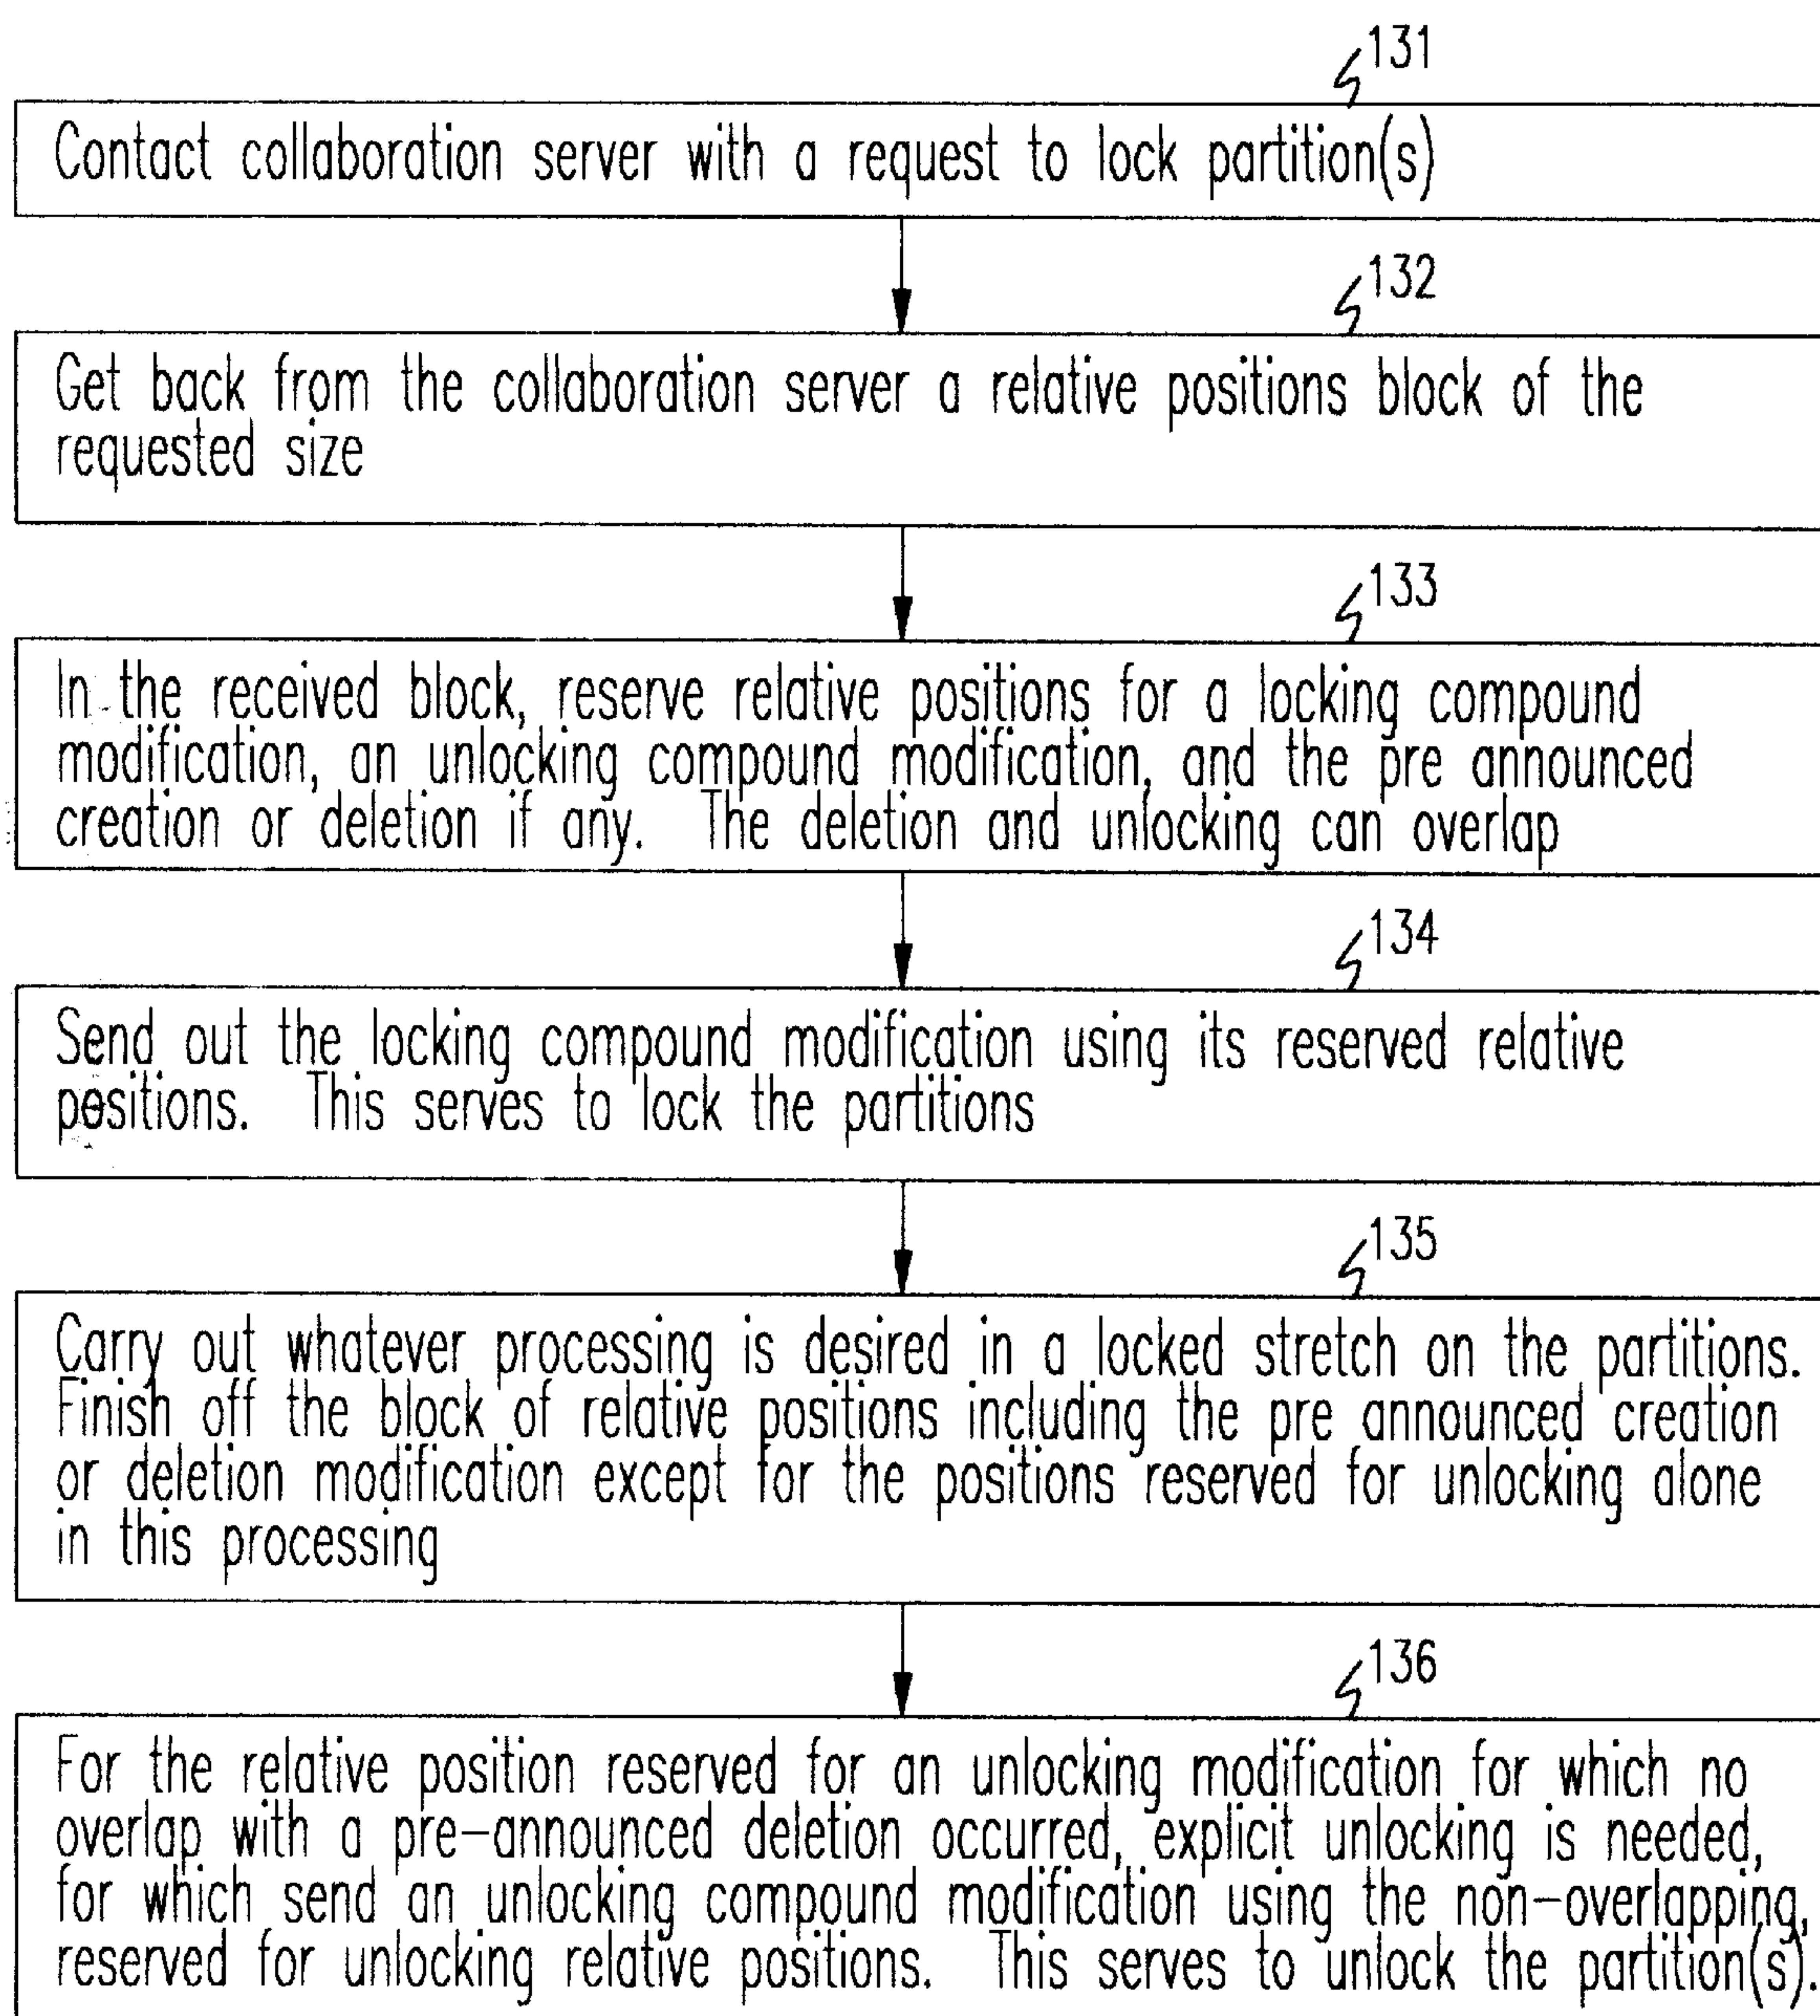 131
Contact collaboration server with a request to lock partition(s)
132
Get back from the collaboration server a relative positions block of the
requested size
133
In the received block, reserve relative positions for a locking compound
modification, an unlocking compound modification, and the pre announced
creation or deletion if any. The deletion and unlocking can overlap
134
Send out the locking compound modification using its reserved relative
positions. This serves to lock the partitions
135
Carry out whatever processing is desired in a locked stretch on the partitions.
Finish off the block of relative positions including the pre announced creation
or deletion modification except for the positions reserved for unlocking alone
in this processing
136
For the relative position reserved for an unlocking modification for which no
overlap with a pre-announced deletion occurred, explicit unlocking is needed,
for which send an unlocking compound modification using the non-overlapping,
reserved for unlocking relative positions. This serves to unlock the partition(s).